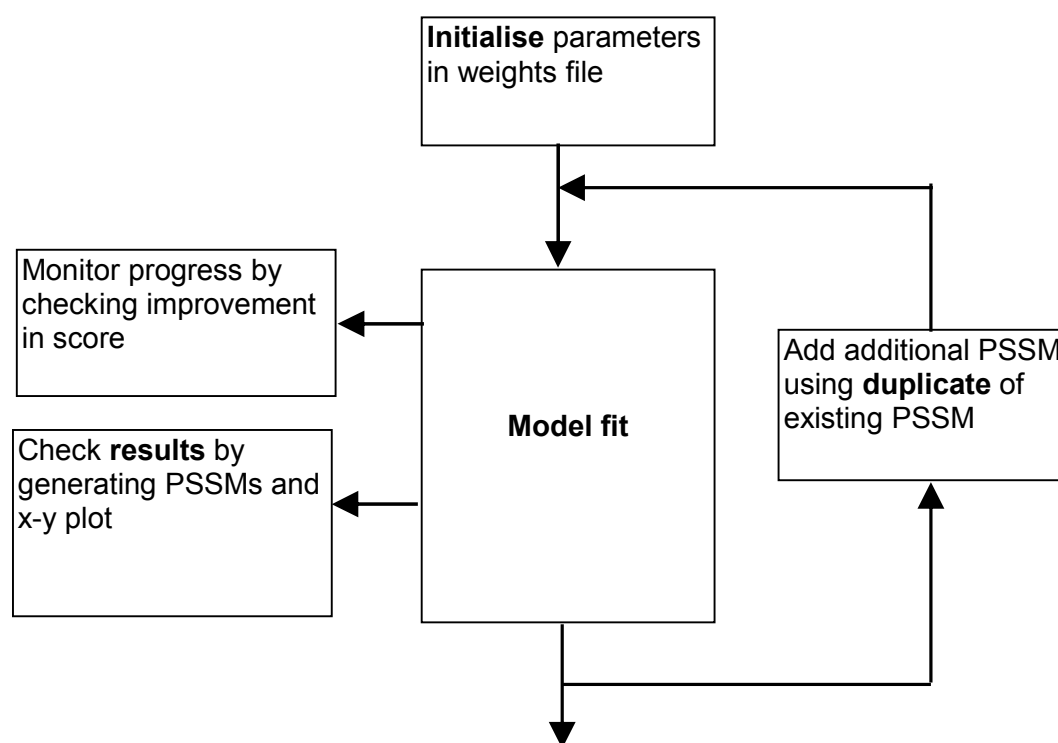 Initialise parameters
in weights file
Monitor progress by
checking improvement
in score
Add additional PSSM
using duplicate of
existing PSSM
Model fit
Check results by
generating PSSMs and
x-y plot